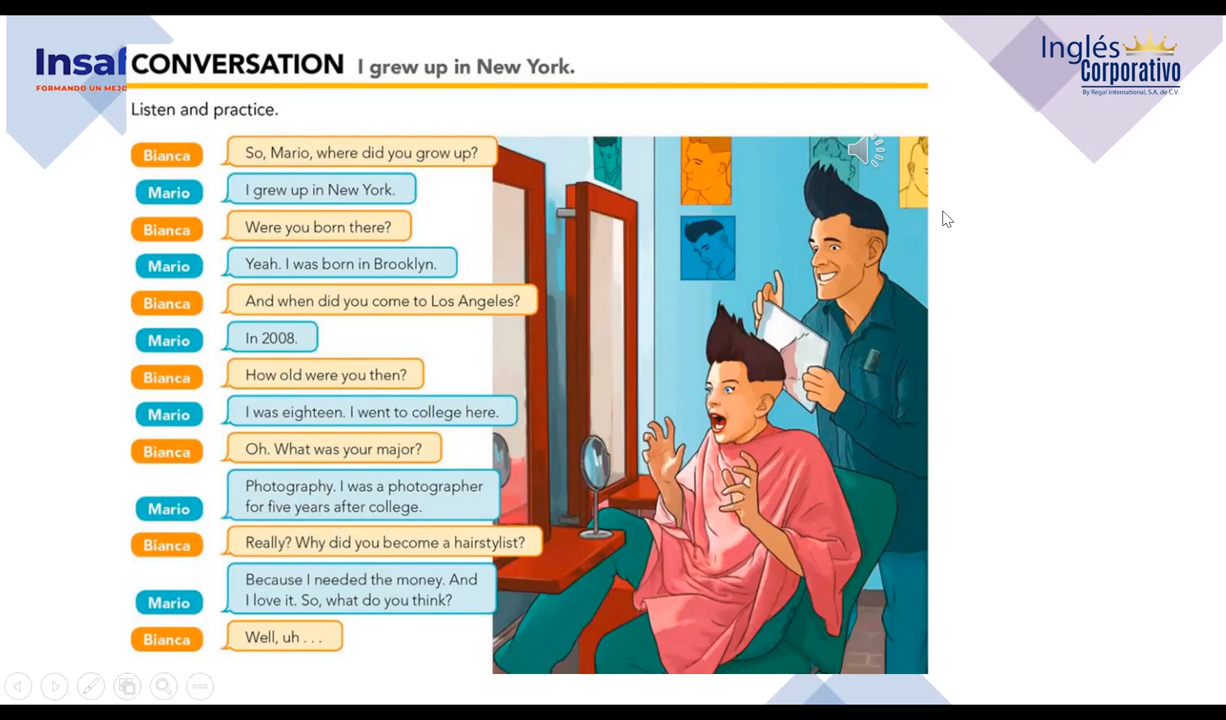 Insaf
FORMANDO UN MEJO
CONVERSATION I grew up in New York.
Inglés
Corporativo
By Regal International, S.A. de C.V.
Listen and practice.
Bianca So, Mario, where did you grow up?
Mario I grew up in New York.
Bianca Were you born there?
Mario Yeah. I was born in Brooklyn.
Bianca And when did you come to Los Angeles?
Mario In 2008.
Bianca How old were you then?
Mario I was eighteen. I went to college here.
Bianca Oh. What was your major?
Mario Photography. I was a photographer
for five years after college.
Bianca Really? Why did you become a hairstylist?
Mario Because I needed the money. And
I love it. So, what do you think?
Bianca Well, uh . . .